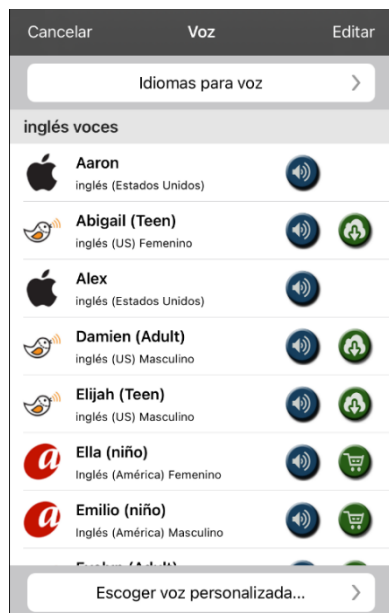 Cancelar Voz Editar
Idiomas para voz
inglés voces
Aaron
inglés (Estados Unidos)
Abigail (Teen)
inglés (US) Femenino
Alex
inglés (Estados Unidos)
Damien (Adult)
inglés (US) Masculino
Elijah (Teen)
inglés (US) Masculino
Ella (niño)
Inglés (América) Femenino
Emilio (niño)
Inglés (América) Masculino
Escoger voz personalizada...